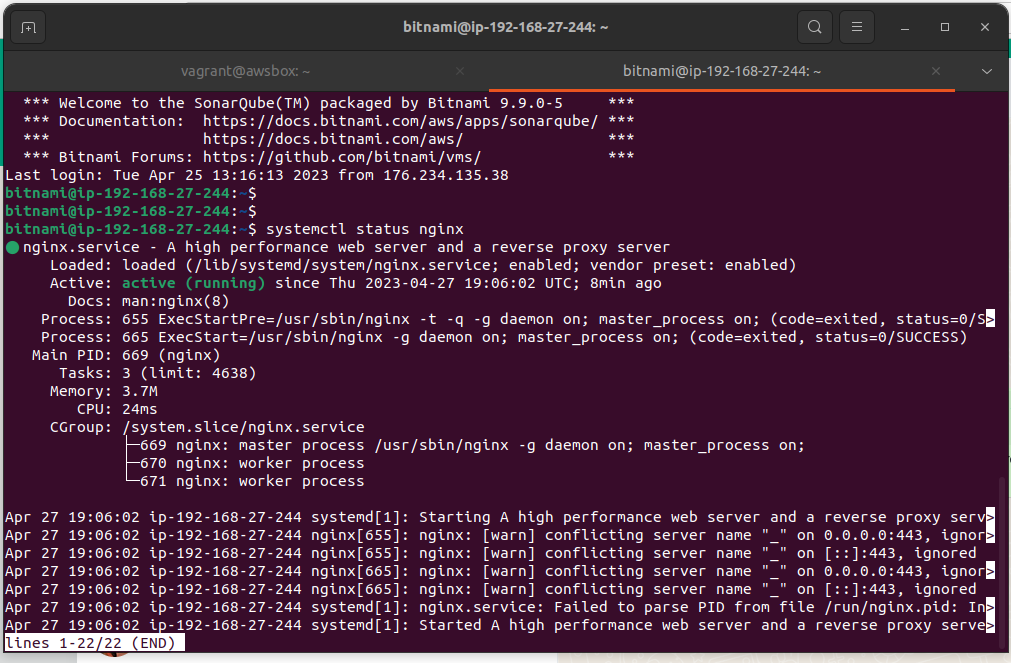 bitnami@ip-192-168-27-244: ~
vagrant@awsbox: ~
bitnami@ip-192-168-27-244: ~
*** Welcome to the SonarQube(TM) packaged by Bitnami 9.9.0-5     ***
*** Documentation:  https://docs.bitnami.com/aws/apps/sonarqube/ ***
***                 https://docs.bitnami.com/aws/                ***
*** Bitnami Forums: https://github.com/bitnami/vms/              ***
Last login: Tue Apr 25 13:16:13 2023 from 176.234.135.38
bitnami@ip-192-168-27-244:~$
bitnami@ip-192-168-27-244:~$
bitnami@ip-192-168-27-244:~$ systemctl status nginx
● nginx.service - A high performance web server and a reverse proxy server
Loaded: loaded (/lib/systemd/system/nginx.service; enabled; vendor preset: enabled)
Active: active (running) since Thu 2023-04-27 19:06:02 UTC; 8min ago
Docs: man:nginx(8)
Process: 655 ExecStartPre=/usr/sbin/nginx -t -q -g daemon on; master_process on; (code=exited, status=0/S>
Process: 665 ExecStart=/usr/sbin/nginx -g daemon on; master_process on; (code=exited, status=0/SUCCESS)
Main PID: 669 (nginx)
Tasks: 3 (limit: 4638)
Memory: 3.7M
CPU: 24ms
CGroup: /system.slice/nginx.service
├─669 nginx: master process /usr/sbin/nginx -g daemon on; master_process on;
├─670 nginx: worker process
└─671 nginx: worker process
Apr 27 19:06:02 ip-192-168-27-244 systemd[1]: Starting A high performance web server and a reverse proxy serv>
Apr 27 19:06:02 ip-192-168-27-244 nginx[655]: nginx: [warn] conflicting server name "_" on 0.0.0.0:443, ignor>
Apr 27 19:06:02 ip-192-168-27-244 nginx[655]: nginx: [warn] conflicting server name "_" on [::]:443, ignored
Apr 27 19:06:02 ip-192-168-27-244 nginx[665]: nginx: [warn] conflicting server name "_" on 0.0.0.0:443, ignor>
Apr 27 19:06:02 ip-192-168-27-244 nginx[665]: nginx: [warn] conflicting server name "_" on [::]:443, ignored
Apr 27 19:06:02 ip-192-168-27-244 systemd[1]: nginx.service: Failed to parse PID from file /run/nginx.pid: In>
Apr 27 19:06:02 ip-192-168-27-244 systemd[1]: Started A high performance web server and a reverse proxy serve>
lines 1-22/22 (END)